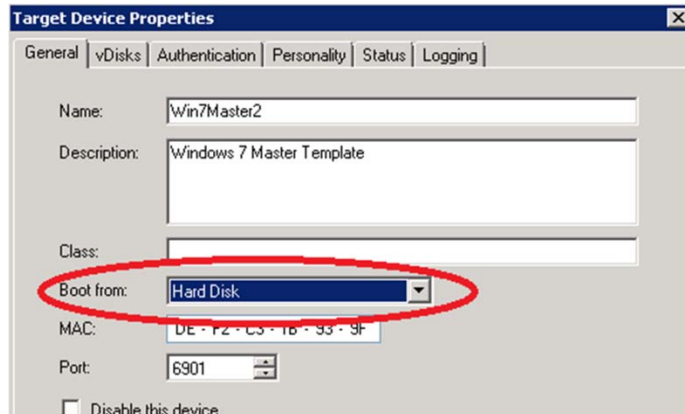 Target Device Properties
General vDisks Authentication Personality Status Logging
Name: Win7Master2
Description: Windows 7 Master Template
Class:
Boot from: Hard Disk
MAC: DE - F2 - C3 - 1B - 93 - 9F
Port: 6901
Disable this device